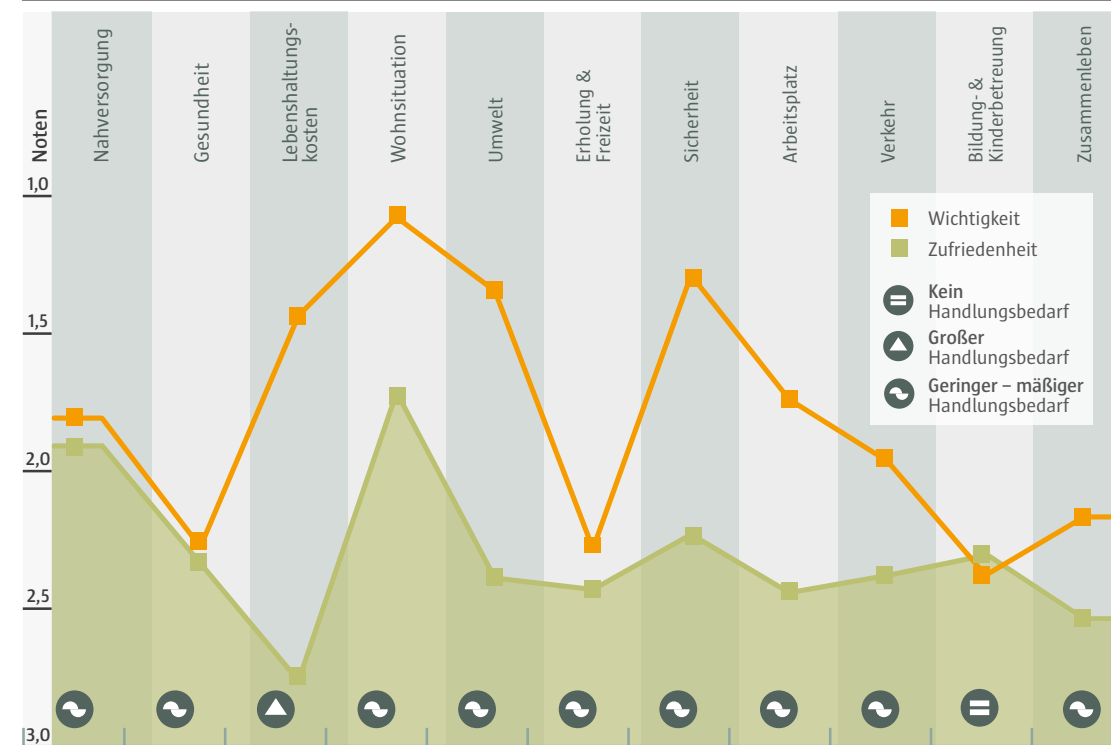 Noten
Nahversorgung
Gesundheit
Lebenshaltungs-
kosten
Wohnsituation
Umwelt
Erholung &
Freizeit
Sicherheit
Arbeitsplatz
Verkehr
Bildung- &
Kinderbetreuung
Zusammenleben
1,0
1,5
2,0
2,5
3,0
Wichtigkeit
Zufriedenheit
Kein
Handlungsbedarf
Großer
Handlungsbedarf
Geringer – mäßiger
Handlungsbedarf